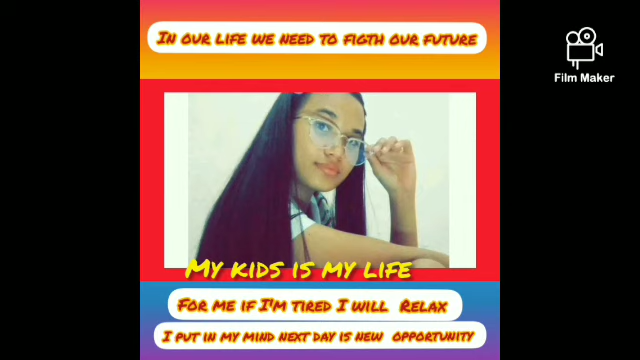 In our life we need to figth our future
Film Maker
My kids is my life
For me if I'm tired I will Relax
I put in my mind next day is new opportunity